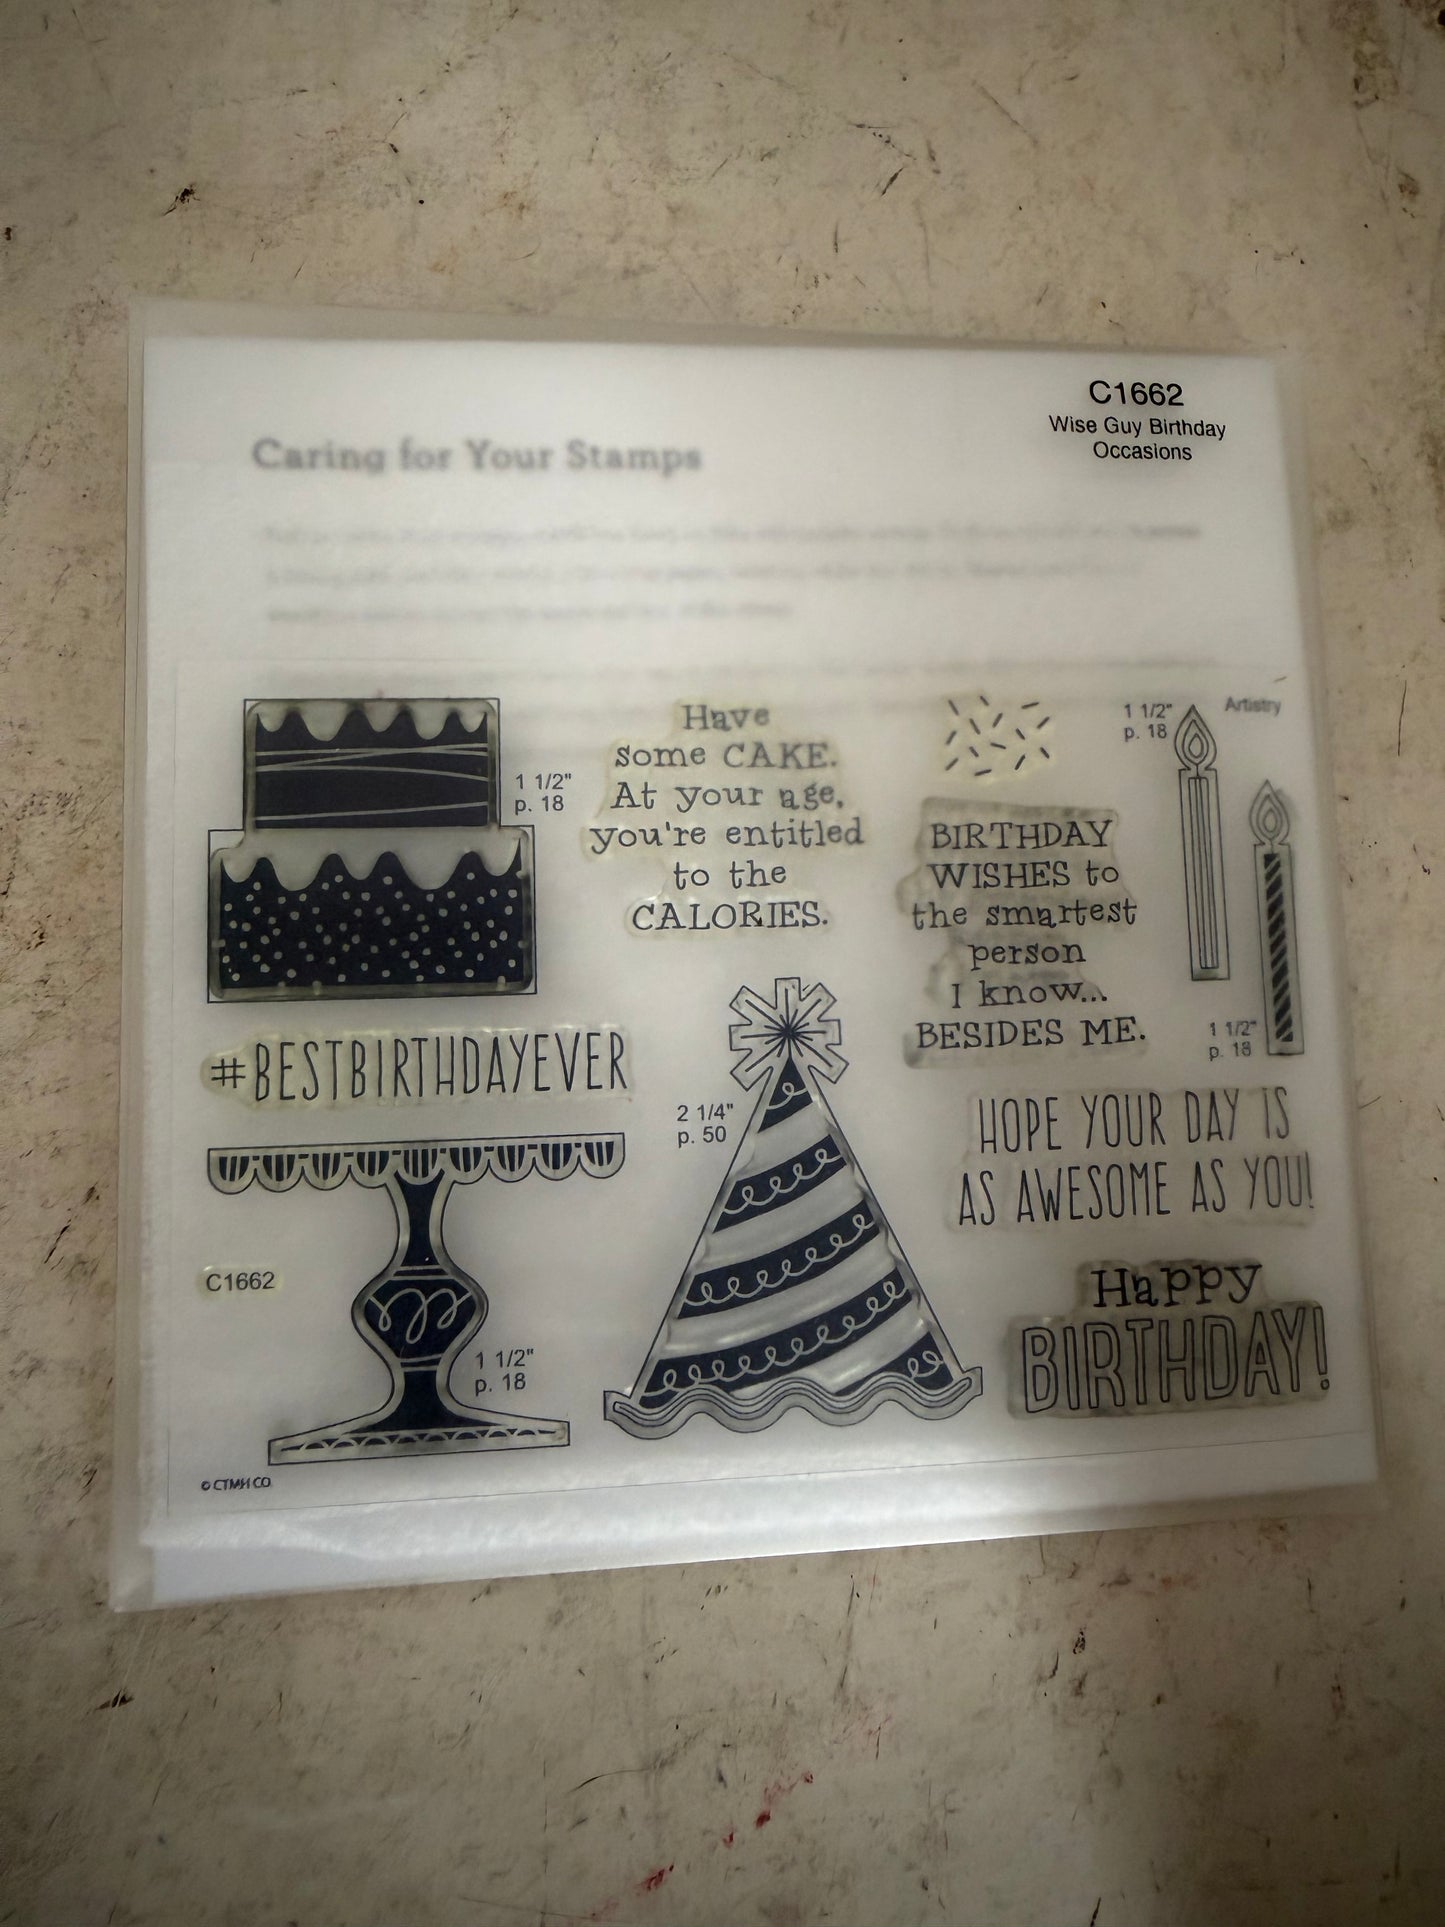 C1662
Wise Guy Birthday
Occasions
Caring for Your Stamps
1 1/2"
p. 18
Have
some CAKE.
At your age,
you're entitled
to the
CALORIES.
1 1/2"
p. 18
Artistry
BIRTHDAY
WISHES to
the smartest
person
I know...
BESIDES ME.
1 1/2"
p. 18
#BESTBIRTHDAYEVER
2 1/4"
p. 50
HOPE YOUR DAY IS
AS AWESOME AS YOU!
C1662
1 1/2"
p. 18
Happy
BIRTHDAY!
© CTMH CO.